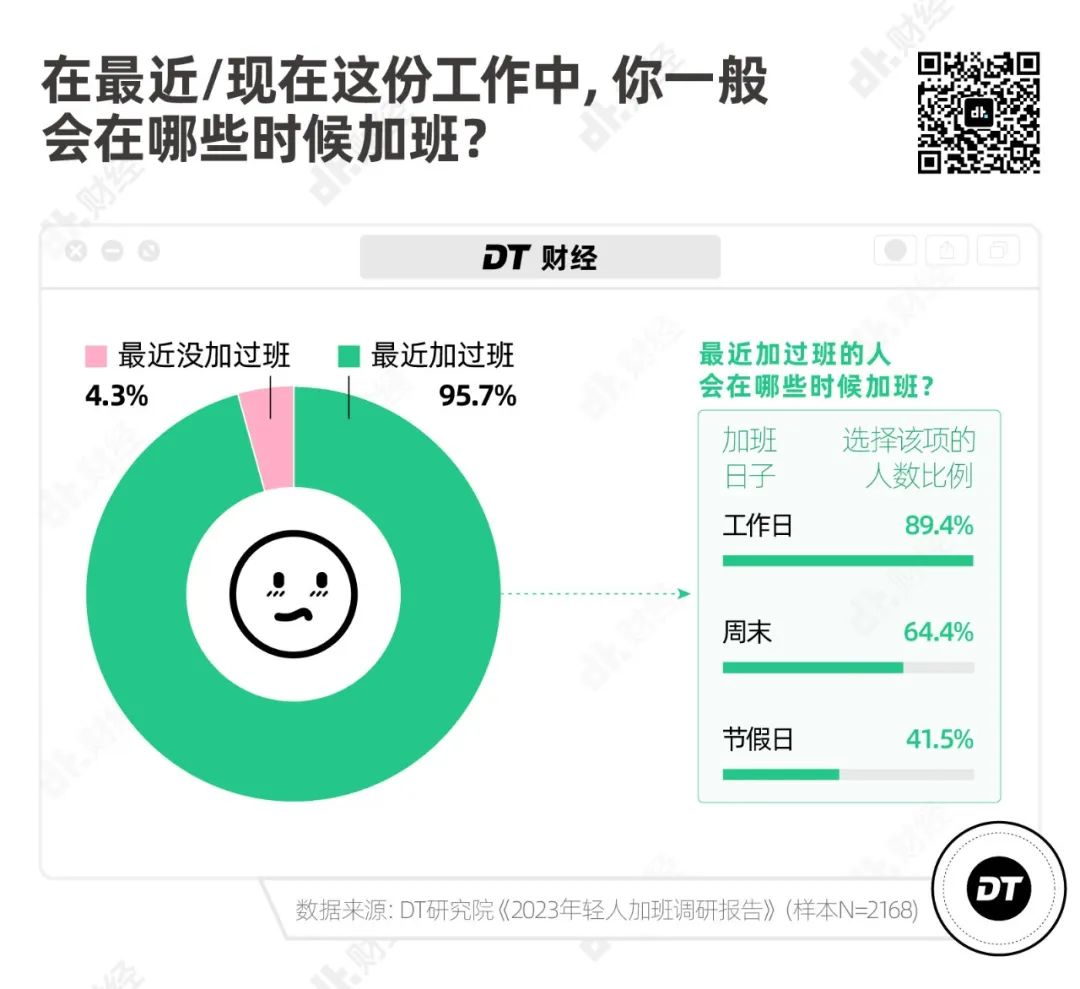 在最近/现在这份工作中，你一般
会在哪些时候加班？
DT 财经
最近没加过班
4.3%
最近加过班
95.7%
最近加过班的人
会在哪些时候加班？
加班
日子
选择该项的
人数比例
工作日 89.4%
周末 64.4%
节假日 41.5%
数据来源：DT研究院《2023年轻人加班调研报告》（样本N=2168）
DT
dt.财经